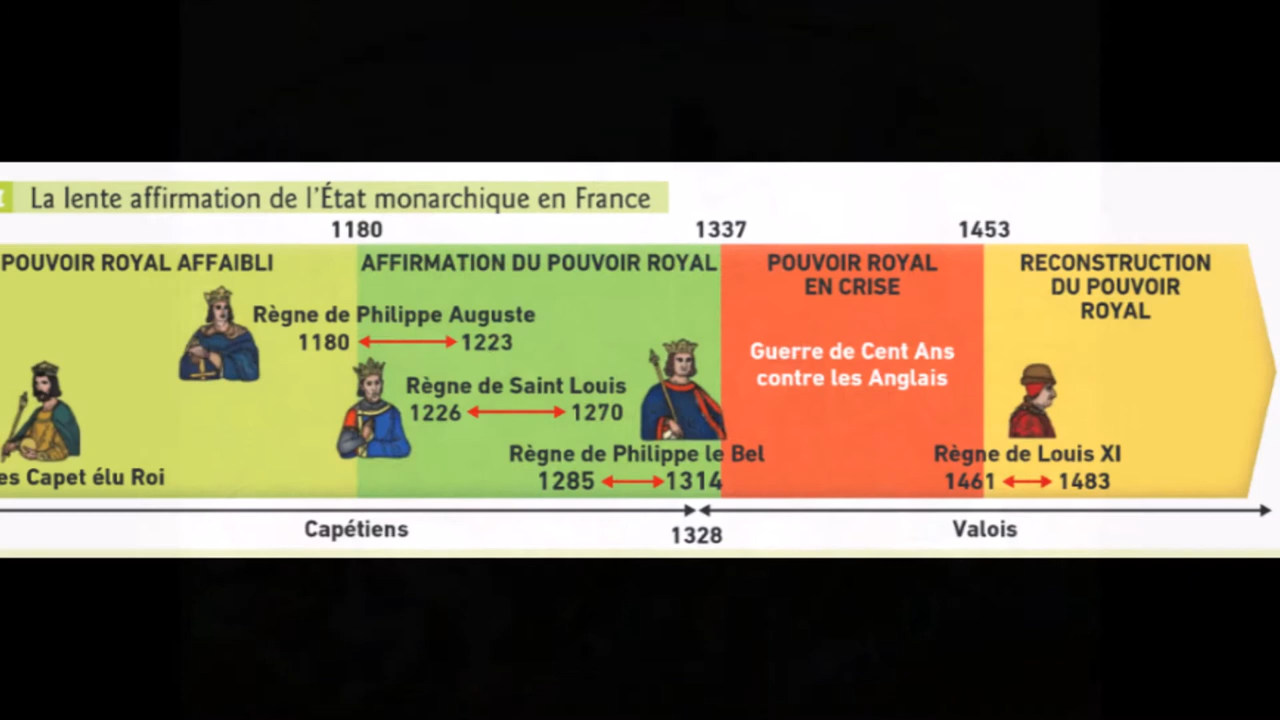 La lente affirmation de l'État monarchique en France
1180
1337
1453
POUVOIR ROYAL AFFAIBLI
AFFIRMATION DU POUVOIR ROYAL
POUVOIR ROYAL
EN CRISE
RECONSTRUCTION
DU POUVOIR
ROYAL
Règne de Philippe Auguste
1180
1223
Guerre de Cent Ans
contre les Anglais
Règne de Saint Louis
1226
1270
Règne de Philippe le Bel
1285
1314
Règne de Louis XI
1461
1483
es Capet élu Roi
Capétiens
1328
Valois